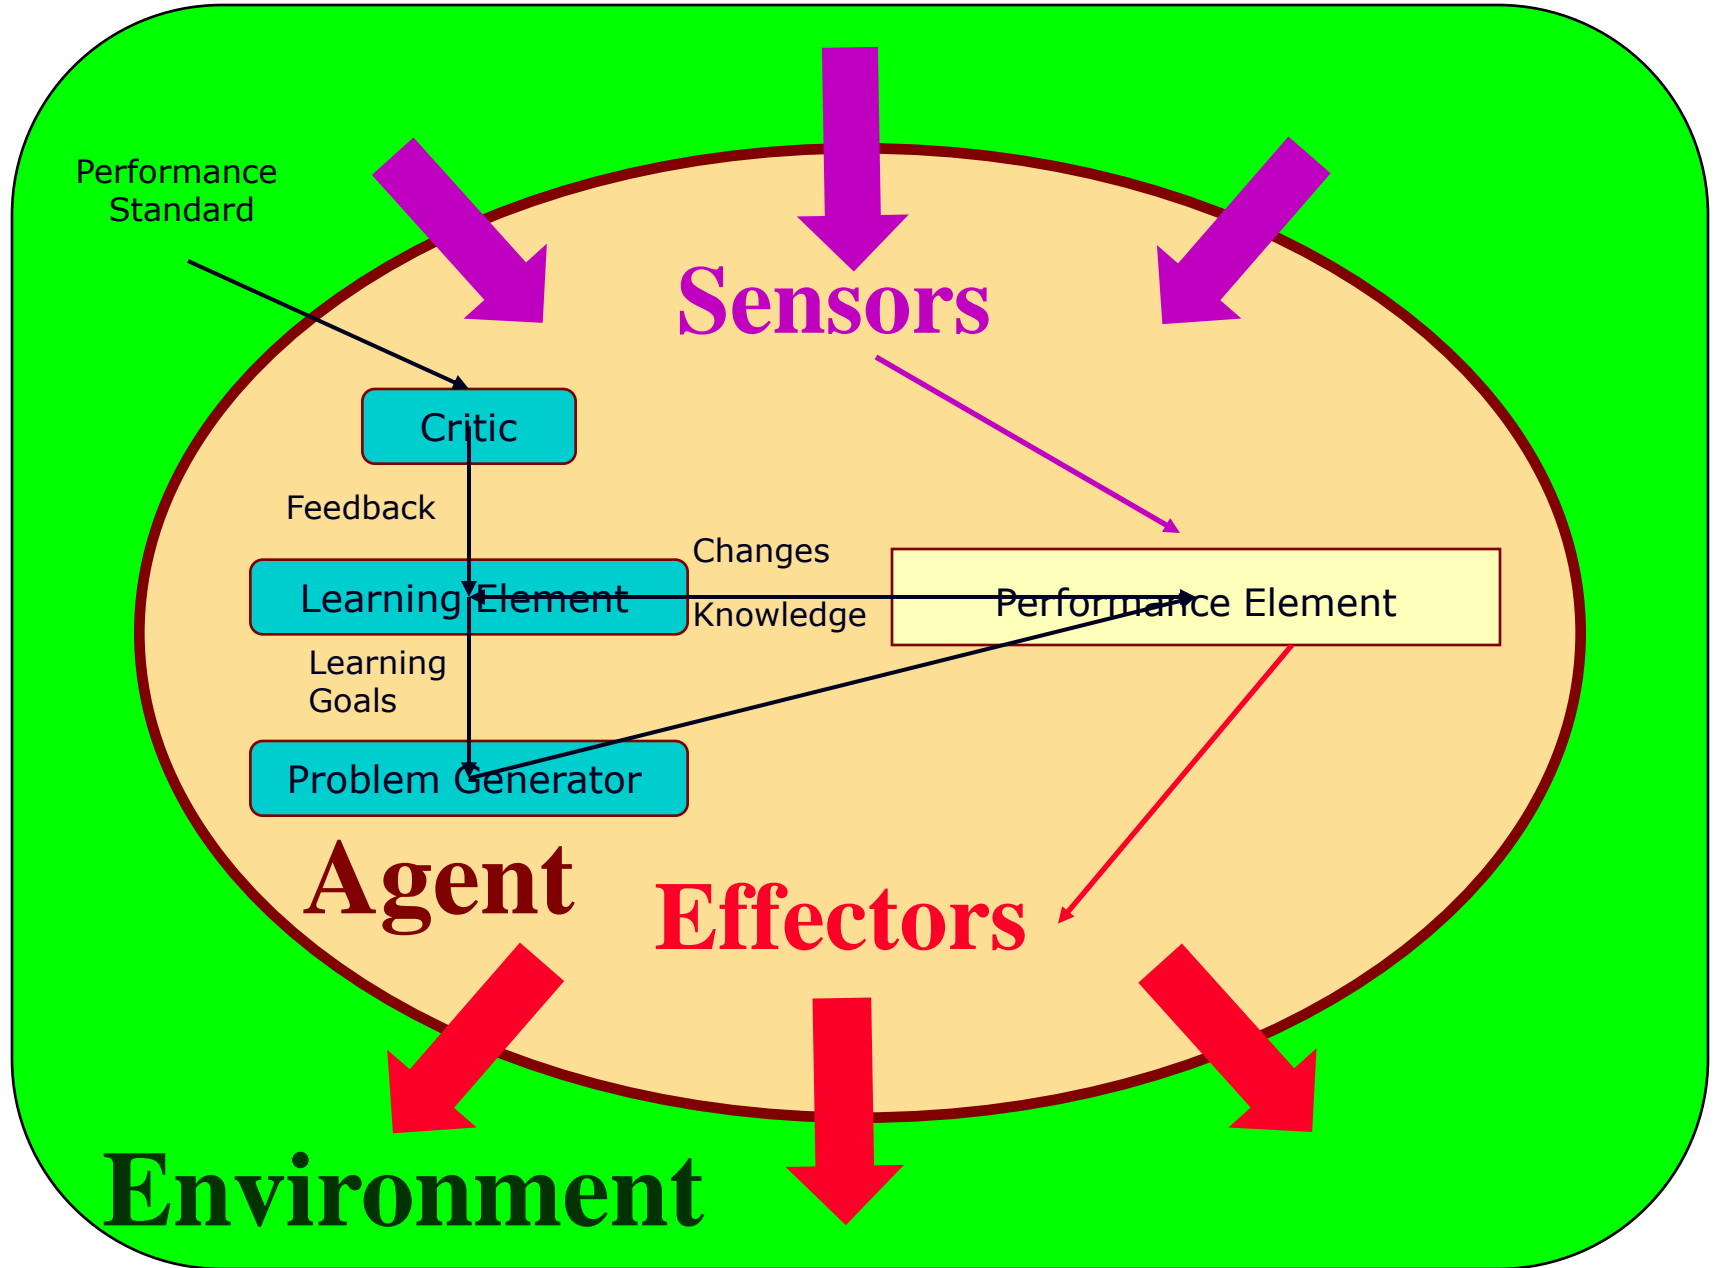 Performance
Standard
Sensors
Critic
Feedback
Changes
Learning Element
Performance Element
Knowledge
Learning
Goals
Problem Generator
Agent
Effectors
Environment